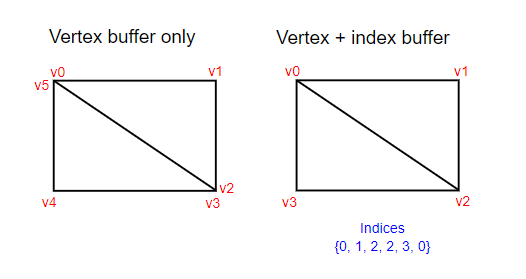 Vertex buffer only
v0
v1
v5
v2
v4
v3
Vertex + index buffer
v0
v1
v3
v2
Indices
{0, 1, 2, 2, 3, 0}